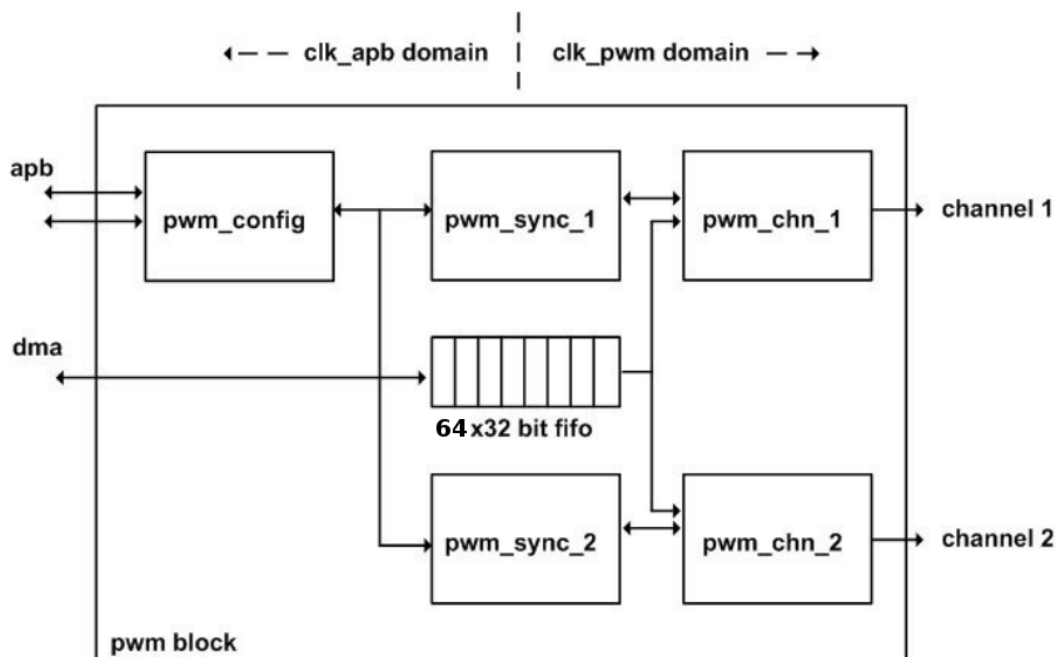 clk_apb domain
clk_pwm domain
apb
pwm_config
pwm_sync_1
pwm_chn_1
channel 1
dma
64x32 bit fifo
pwm_sync_2
pwm_chn_2
channel 2
pwm block